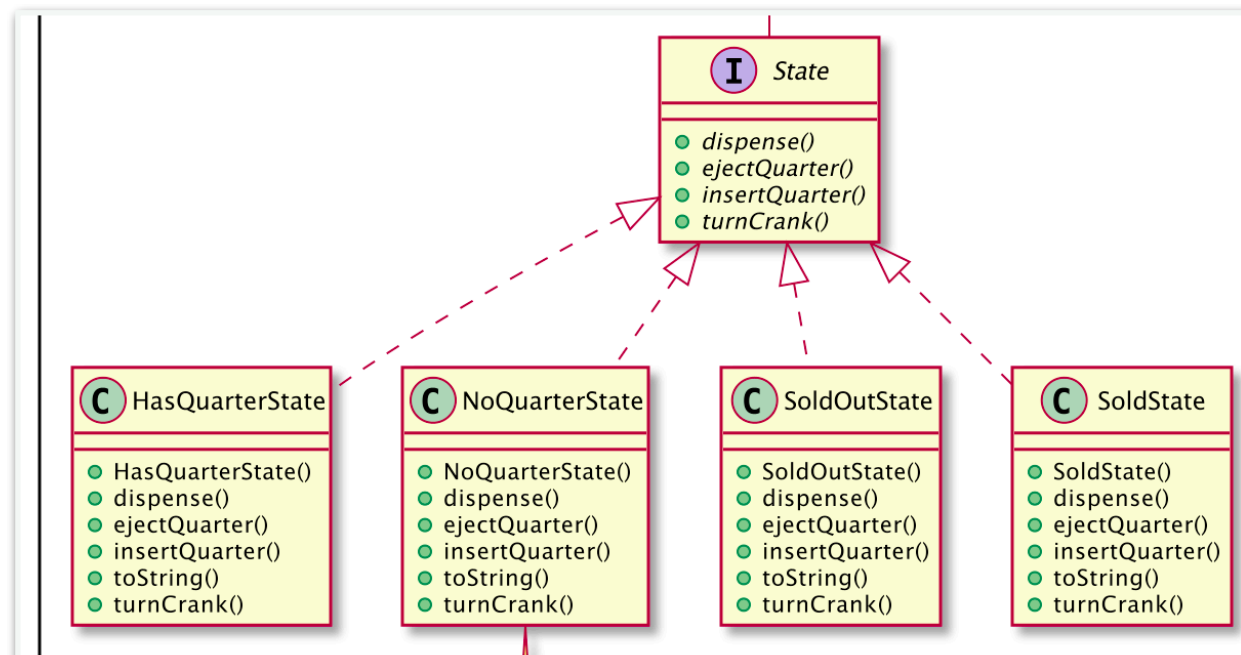 I State
dispense()
ejectQuarter()
insertQuarter()
turnCrank()
C HasQuarterState
HasQuarterState()
dispense()
ejectQuarter()
insertQuarter()
toString()
turnCrank()
C NoQuarterState
NoQuarterState()
dispense()
ejectQuarter()
insertQuarter()
toString()
turnCrank()
C SoldOutState
SoldOutState()
dispense()
ejectQuarter()
insertQuarter()
toString()
turnCrank()
C SoldState
SoldState()
dispense()
ejectQuarter()
insertQuarter()
toString()
turnCrank()